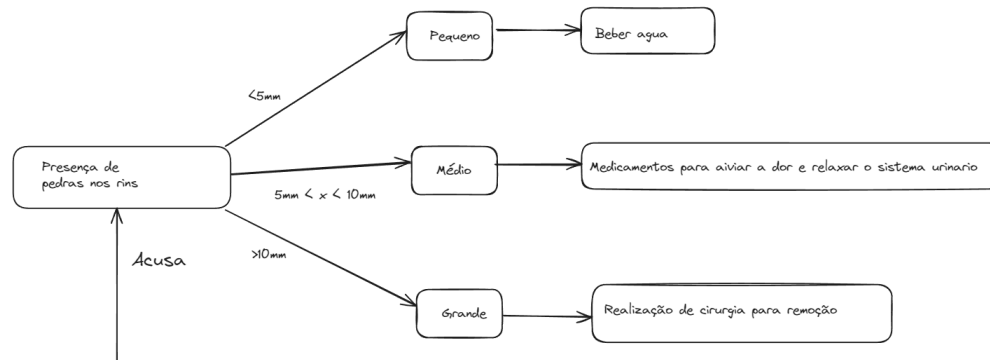 Pequeno
Beber agua
<5mm
Presença de
pedras nos rins
Médio
Medicamentos para aiviar a dor e relaxar o sistema urinario
5mm < x < 10mm
>10mm
Acusa
Grande
Realização de cirurgia para remoção